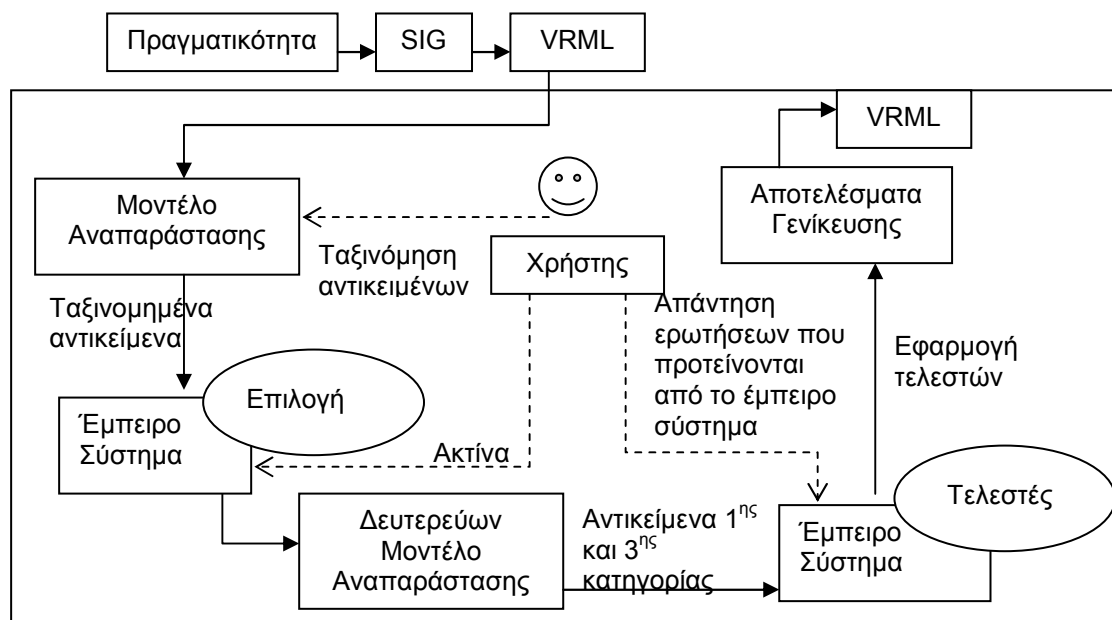 Πραγματικότητα
SIG
VRML
VRML
Μοντέλο
Αναπαράστασης
Αποτελέσματα
Γενίκευσης
Ταξινόμηση
αντικειμένων
Χρήστης
Ταξινομημένα
αντικείμενα
Απάντηση
ερωτήσεων που
προτείνονται
από το έμπειρο
σύστημα
Εφαρμογή
τελεστών
Επιλογή
Έμπειρο
Σύστημα
Ακτίνα
Τελεστές
Δευτερεύων
Μοντέλο
Αναπαράστασης
Αντικείμενα 1ης
και 3ης
κατηγορίας
Έμπειρο
Σύστημα